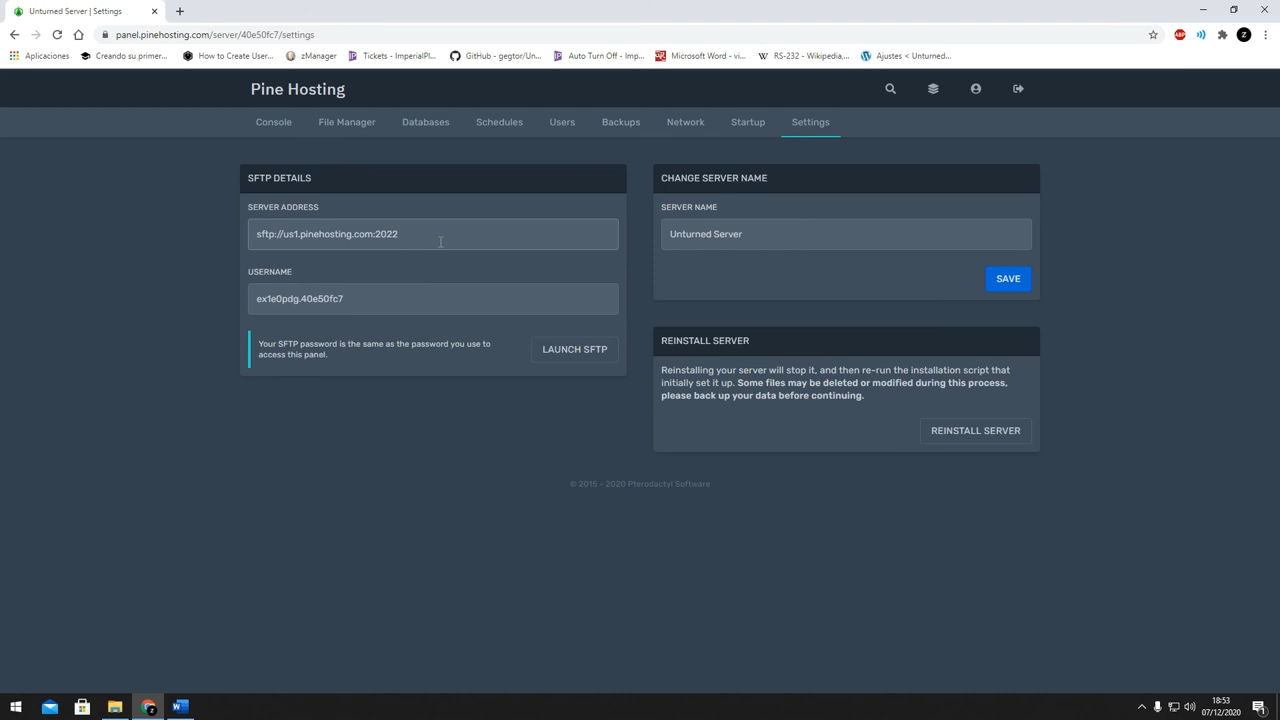 Unturned Server | Settings
panel.pinehosting.com/server/40e50fc7/settings
Aplicaciones
Creando su primer...
How to Create User...
zManager
Tickets - ImperialPl...
GitHub - gegtor/Un...
Auto Turn Off - Imp...
Microsoft Word - vi...
RS-232 - Wikipedia,...
Ajustes < Unturned...
Pine Hosting
Console
File Manager
Databases
Schedules
Users
Backups
Network
Startup
Settings
SFTP DETAILS
SERVER ADDRESS
sftp://us1.pinehosting.com:2022
USERNAME
ex1e0pdg.40e50fc7
Your SFTP password is the same as the password you use to
access this panel.
LAUNCH SFTP
CHANGE SERVER NAME
SERVER NAME
Unturned Server
SAVE
REINSTALL SERVER
Reinstalling your server will stop it, and then re-run the installation script that
initially set it up. Some files may be deleted or modified during this process,
please back up your data before continuing.
REINSTALL SERVER
© 2015 - 2020 Pterodactyl Software
18:53
07/12/2020